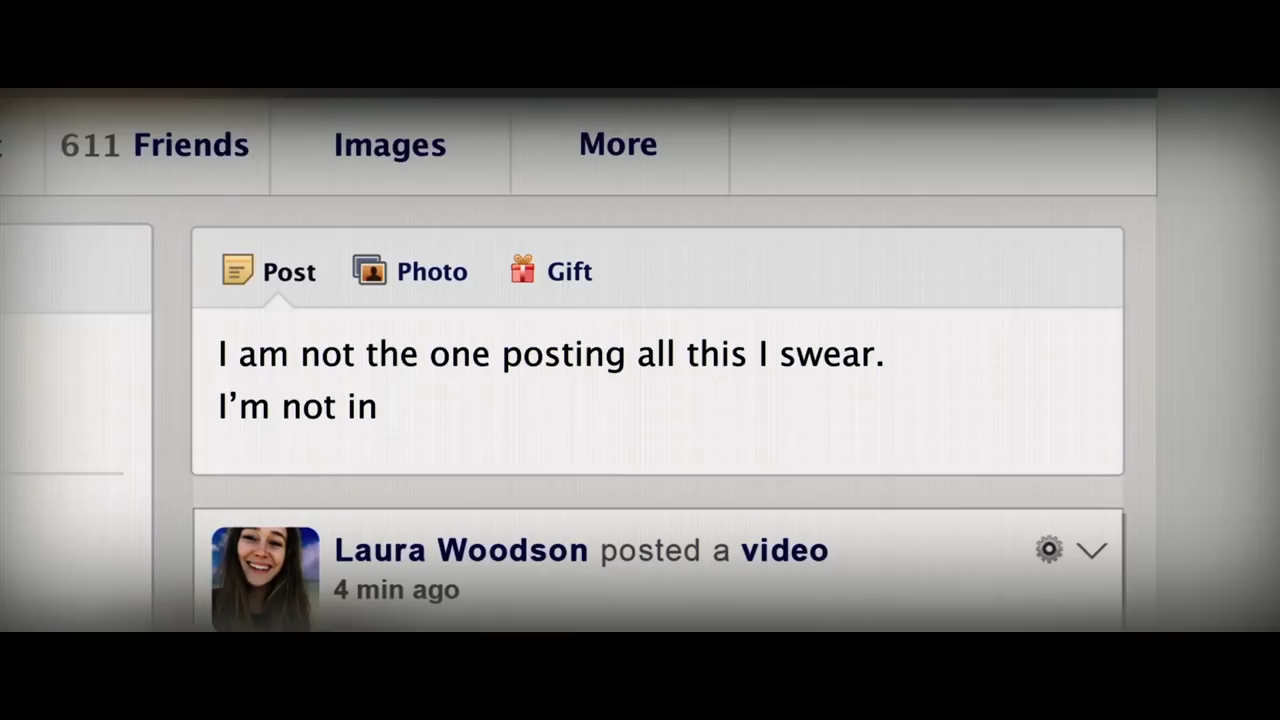 611 Friends Images More
Post Photo Gift
I am not the one posting all this I swear.
I’m not in
Laura Woodson posted a video
4 min ago